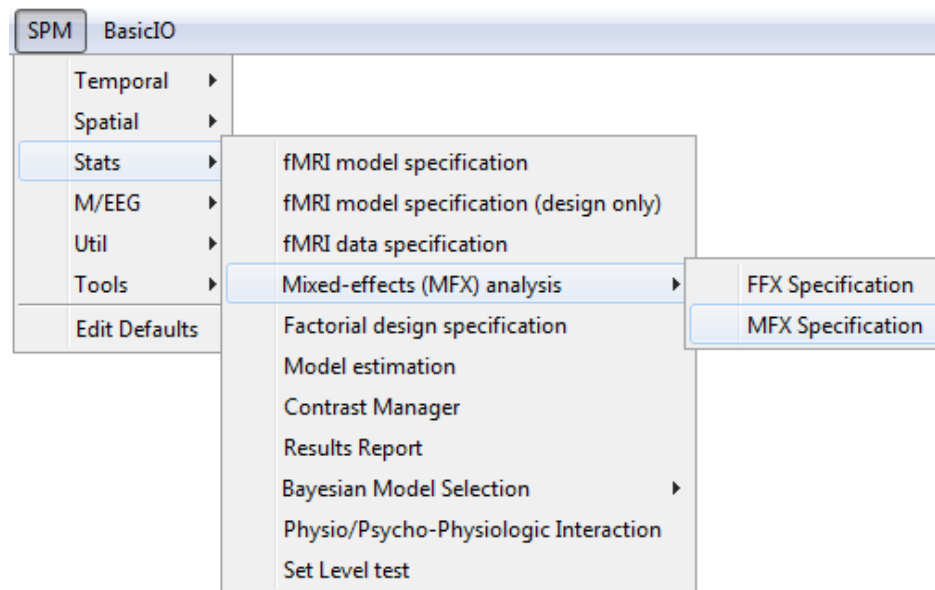 SPM BasicIO
Temporal
Spatial
Stats
M/EEG
Util
Tools
Edit Defaults
fMRI model specification
fMRI model specification (design only)
fMRI data specification
Mixed-effects (MFX) analysis
Factorial design specification
Model estimation
Contrast Manager
Results Report
Bayesian Model Selection
Physio/Psycho-Physiologic Interaction
Set Level test
FFX Specification
MFX Specification